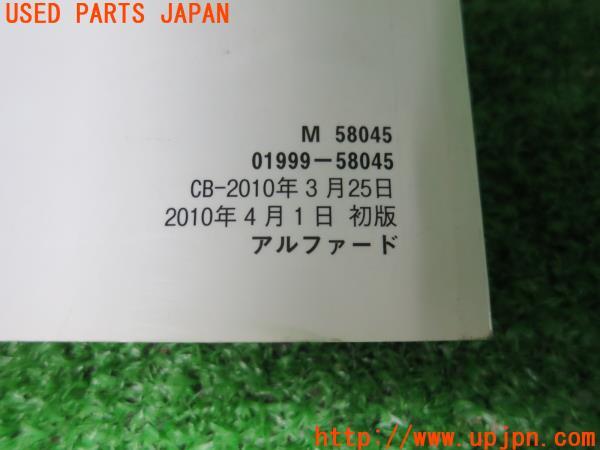 USED PARTS JAPAN
M 58045
01999-58045
CB-2010年3月25日
2010年4月1日 初版
アルファード
http://www.upjpn.com